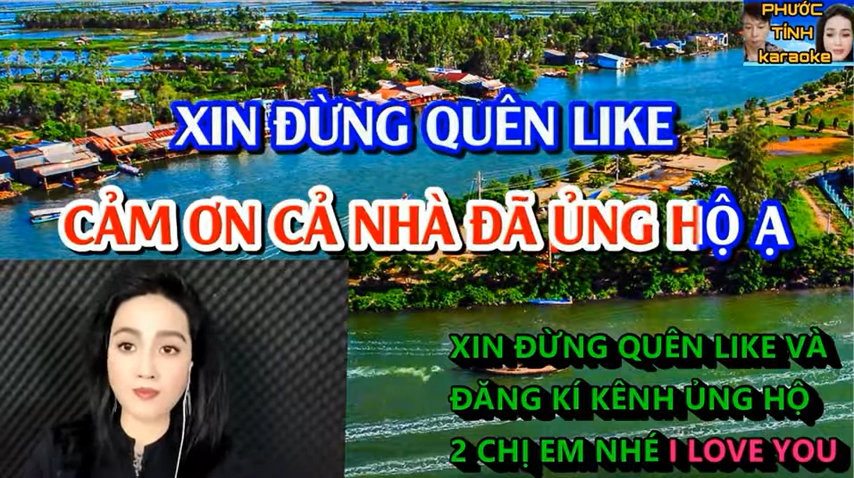 PHƯỚC
TÍNH
karaoke
XIN ĐỪNG QUÊN LIKE
CẢM ƠN CẢ NHÀ ĐÃ ỦNG HỘ Ạ
XIN ĐỪNG QUÊN LIKE VÀ
ĐĂNG KÍ KÊNH ỦNG HỘ
2 CHỊ EM NHÉ I LOVE YOU